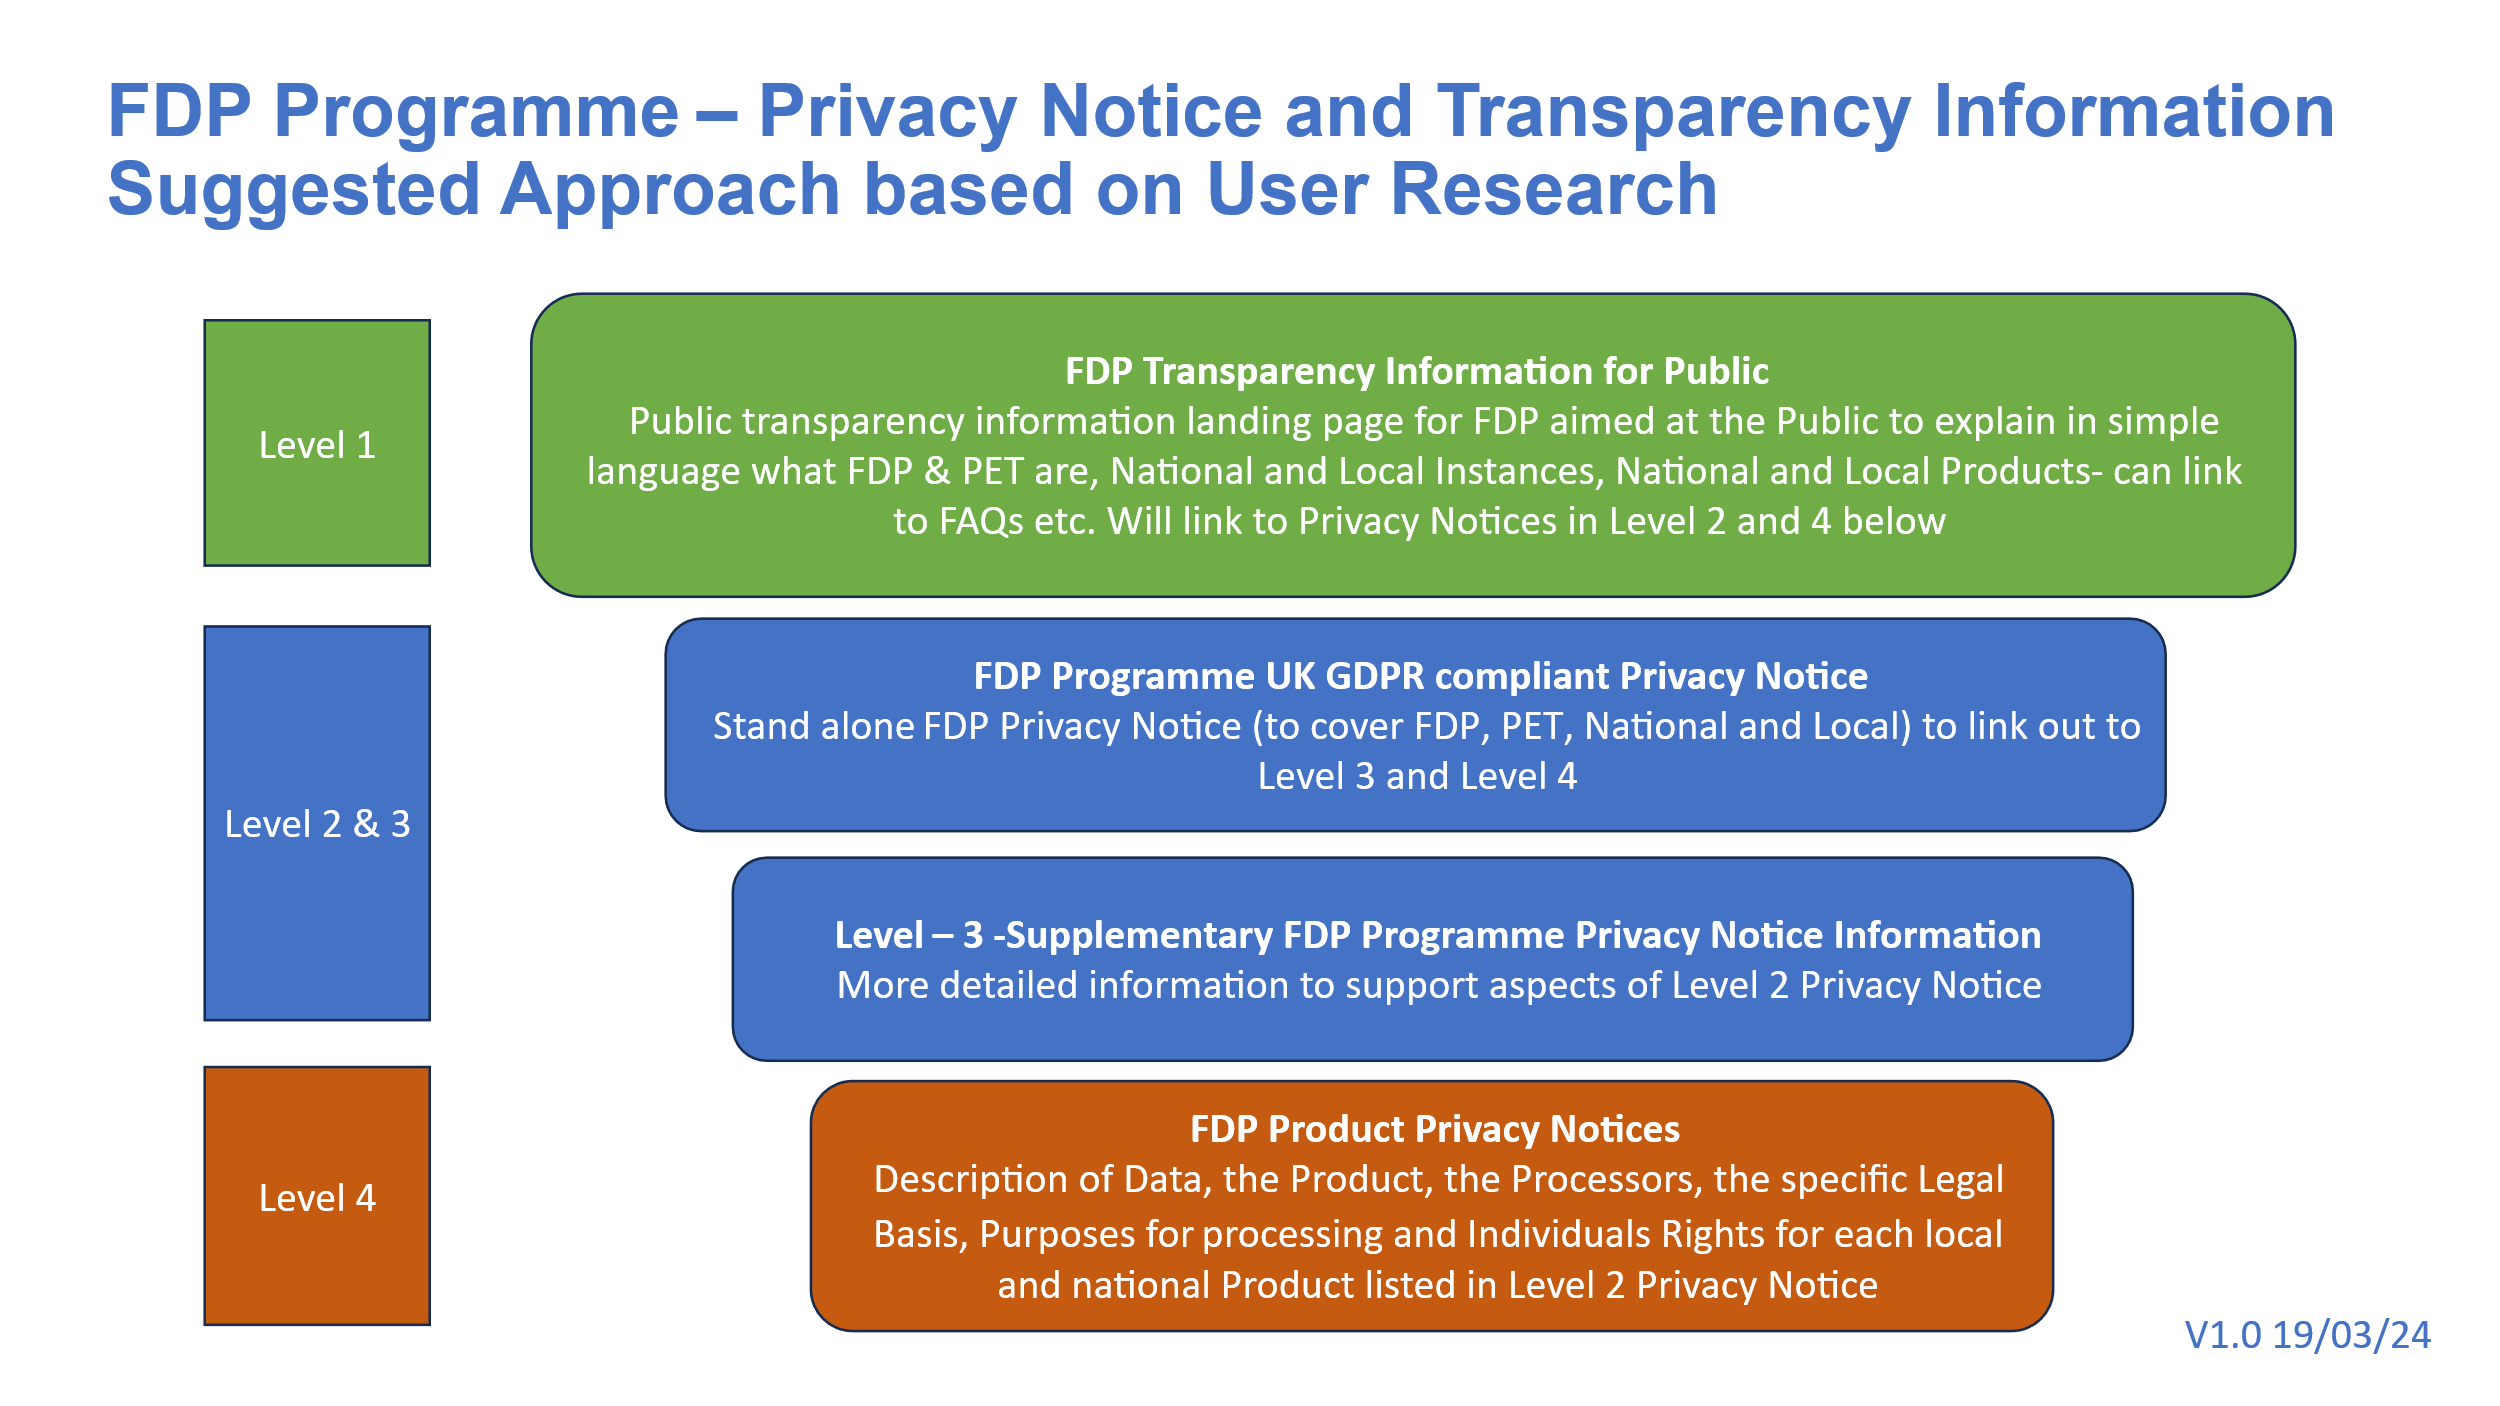 FDP Programme – Privacy Notice and Transparency Information
Suggested Approach based on User Research
Level 1
FDP Transparency Information for Public
Public transparency information landing page for FDP aimed at the Public to explain in simple
language what FDP & PET are, National and Local Instances, National and Local Products- can link
to FAQs etc. Will link to Privacy Notices in Level 2 and 4 below
Level 2 & 3
FDP Programme UK GDPR compliant Privacy Notice
Stand alone FDP Privacy Notice (to cover FDP, PET, National and Local) to link out to
Level 3 and Level 4
Level – 3 -Supplementary FDP Programme Privacy Notice Information
More detailed information to support aspects of Level 2 Privacy Notice
Level 4
FDP Product Privacy Notices
Description of Data, the Product, the Processors, the specific Legal
Basis, Purposes for processing and Individuals Rights for each local
and national Product listed in Level 2 Privacy Notice
V1.0 19/03/24